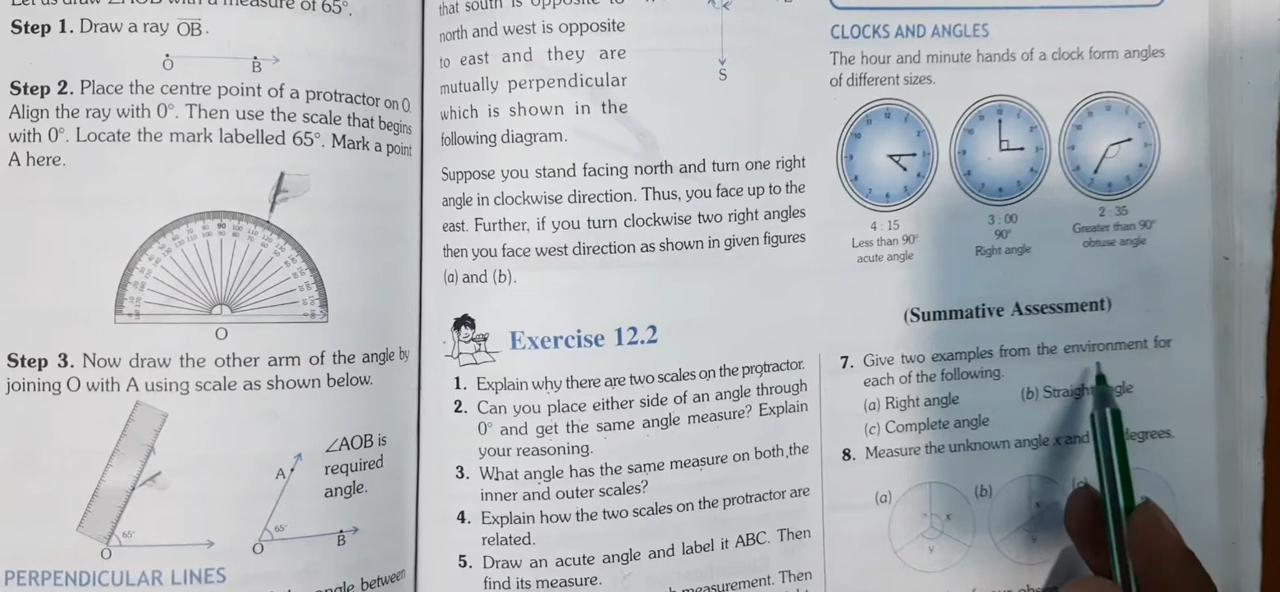 Let us draw ∠AOB with a measure of 65°.
Step 1. Draw a ray OB.
O B
Step 2. Place the centre point of a protractor on O.
Align the ray with 0°. Then use the scale that begins
with 0°. Locate the mark labelled 65°. Mark a point
A here.
O
Step 3. Now draw the other arm of the angle by
joining O with A using scale as shown below.
65°
O
A
65°
O B
∠AOB is
required
angle.
PERPENDICULAR LINES
angle between
that south is opposite to
north and west is opposite
to east and they are
mutually perpendicular
which is shown in the
following diagram.
S
Suppose you stand facing north and turn one right
angle in clockwise direction. Thus, you face up to the
east. Further, if you turn clockwise two right angles
then you face west direction as shown in given figures
(a) and (b).
Exercise 12.2
1. Explain why there are two scales on the protractor.
2. Can you place either side of an angle through
0° and get the same angle measure? Explain
your reasoning.
3. What angle has the same measure on both the
inner and outer scales?
4. Explain how the two scales on the protractor are
related.
5. Draw an acute angle and label it ABC. Then
find its measure.
measurement. Then
CLOCKS AND ANGLES
The hour and minute hands of a clock form angles
of different sizes.
4 : 15
Less than 90°
acute angle
3 : 00
90°
Right angle
2 : 35
Greater than 90°
obtuse angle
(Summative Assessment)
7. Give two examples from the environment for
each of the following.
(a) Right angle (b) Straight angle
(c) Complete angle
8. Measure the unknown angle x and degrees.
(a) x y
(b) x y